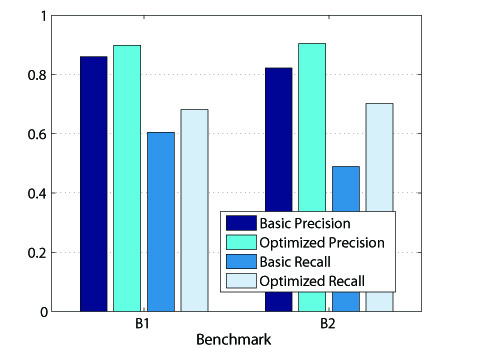 1
0.8
0.6
0.4
0.2
0
Basic Precision
Optimized Precision
Basic Recall
Optimized Recall
B1
B2
Benchmark